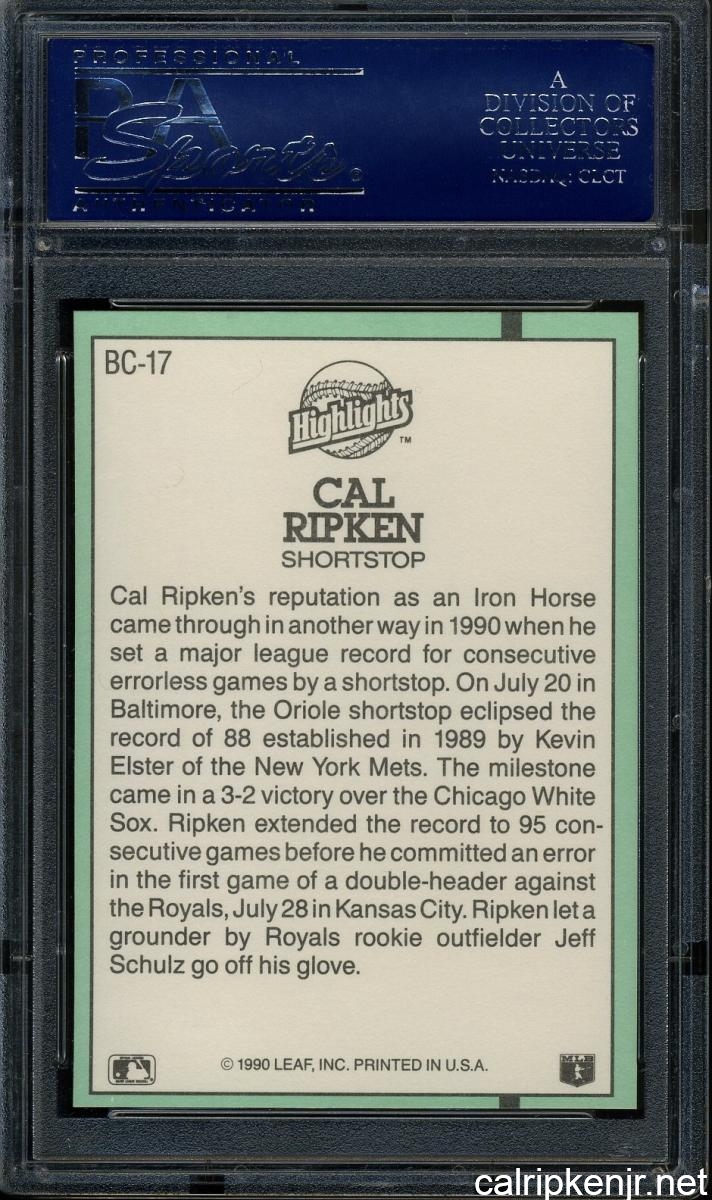 PROFESSIONAL
PSA
Sports®
AUTHENTICATOR
A
DIVISION OF
COLLECTORS
UNIVERSE
NASDAQ: CLCT
BC-17
Highlights
™
CAL
RIPKEN
SHORTSTOP
Cal Ripken's reputation as an Iron Horse
came through in another way in 1990 when he
set a major league record for consecutive
errorless games by a shortstop. On July 20 in
Baltimore, the Oriole shortstop eclipsed the
record of 88 established in 1989 by Kevin
Elster of the New York Mets. The milestone
came in a 3-2 victory over the Chicago White
Sox. Ripken extended the record to 95 con-
secutive games before he committed an error
in the first game of a double-header against
the Royals, July 28 in Kansas City. Ripken let a
grounder by Royals rookie outfielder Jeff
Schulz go off his glove.
© 1990 LEAF, INC. PRINTED IN U.S.A.
MLB
calripkenjr.net